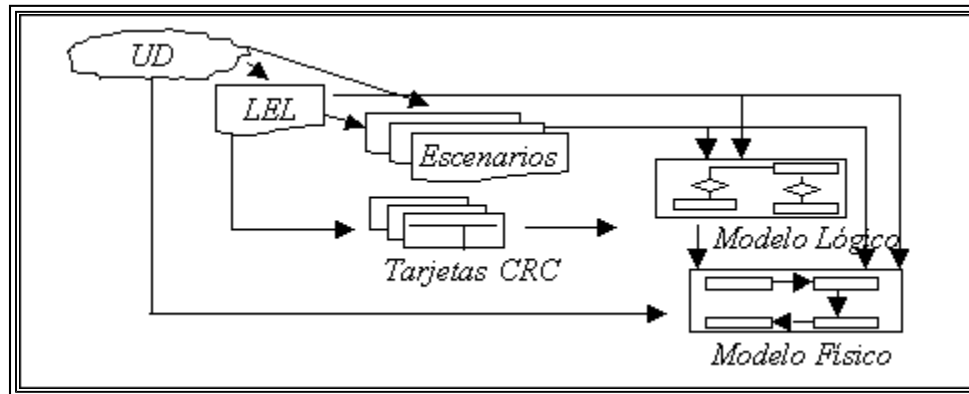 UD
LEL
Escenarios
Tarjetas CRC
Modelo Lógico
Modelo Físico